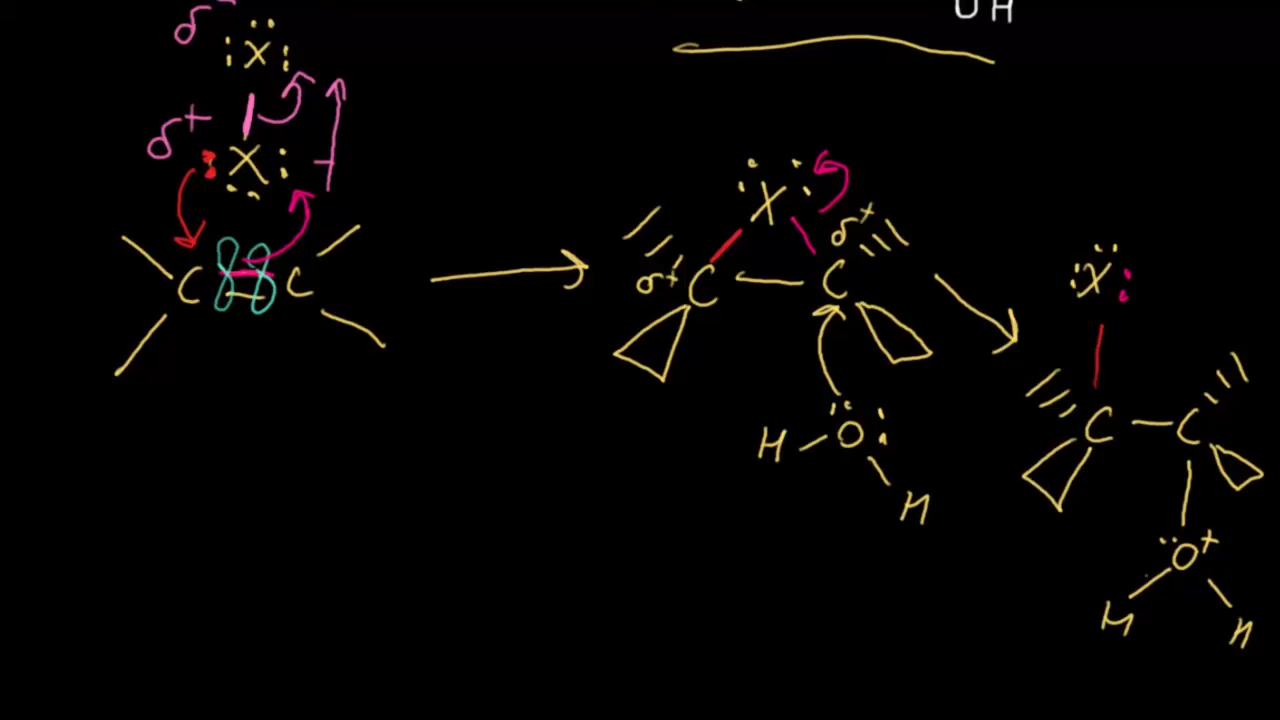 OH
δ-
:Ẍ:
δ+
:X:
C = C
X
δ+
δ+ C — C
H O: H
:Ẍ:
C — C
Ö+
H H